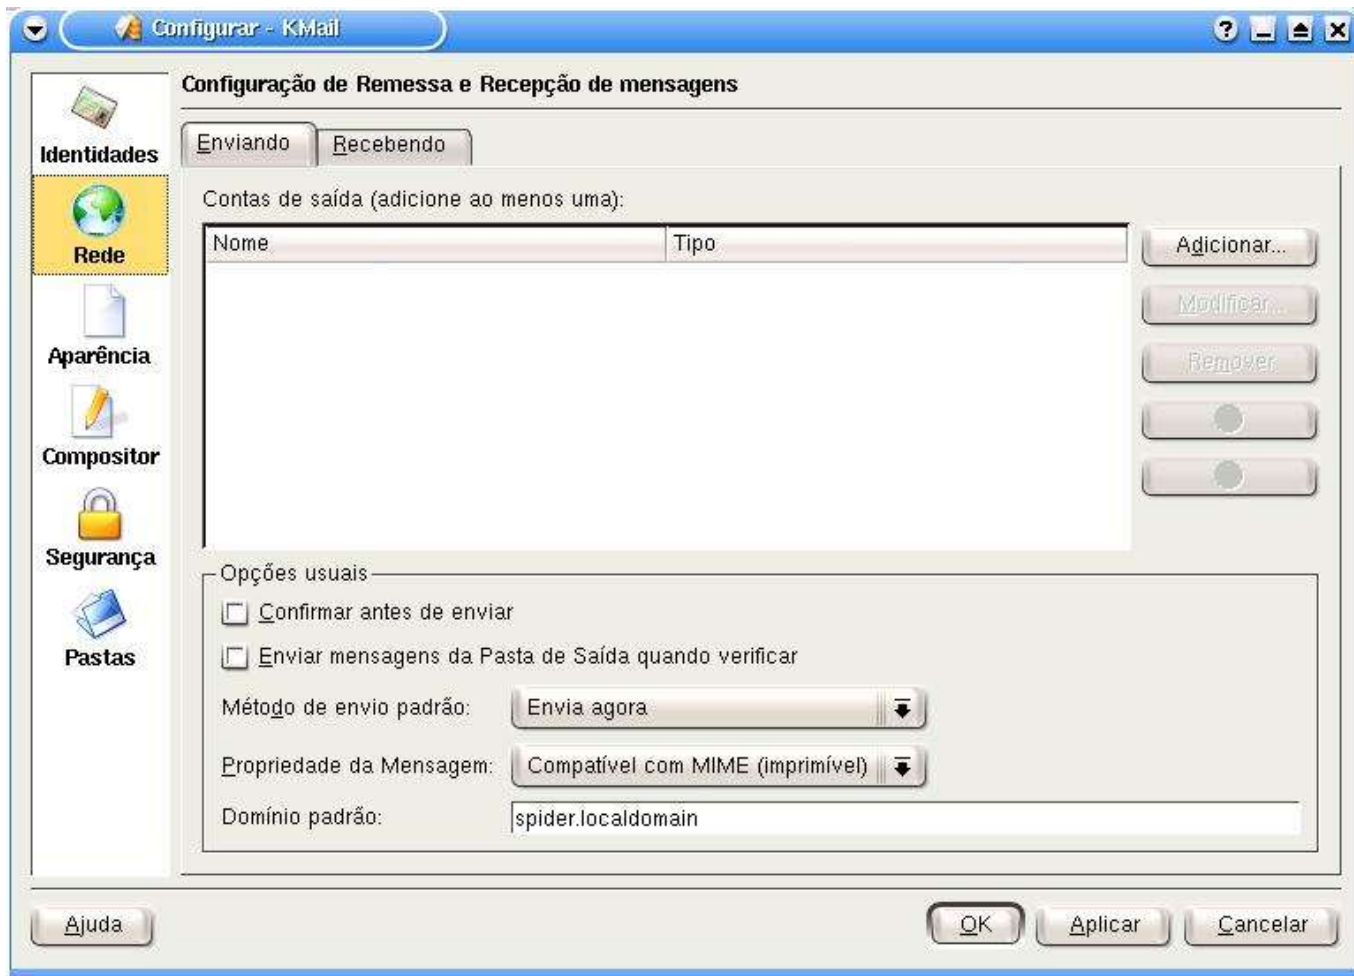 Configurar - KMail
Configuração de Remessa e Recepção de mensagens
Identidades
Rede
Aparência
Compositor
Segurança
Pastas
Enviando
Recebendo
Contas de saída (adicione ao menos uma):
Nome
Tipo
Adicionar...
Modificar...
Remover
Opções usuais
Confirmar antes de enviar
Enviar mensagens da Pasta de Saída quando verificar
Método de envio padrão:
Envia agora
Propriedade da Mensagem:
Compatível com MIME (imprimível)
Domínio padrão:
spider.localdomain
Ajuda
OK
Aplicar
Cancelar